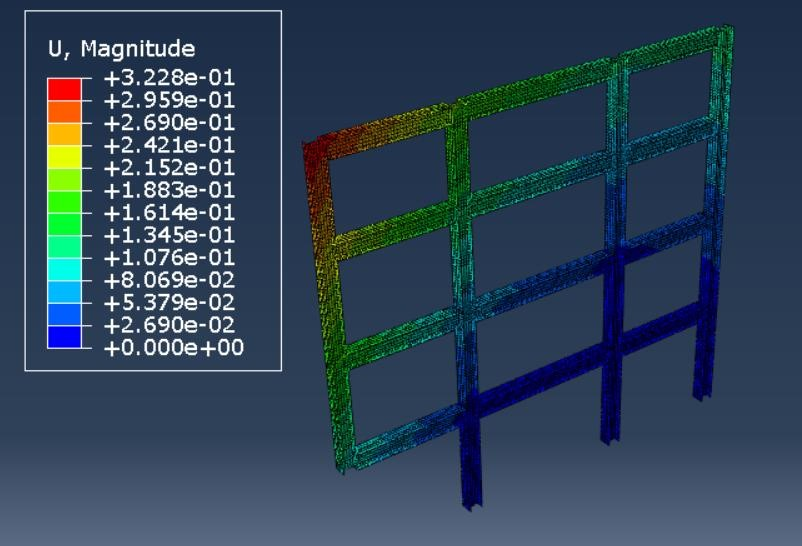 U, Magnitude
+3.228e-01
+2.959e-01
+2.690e-01
+2.421e-01
+2.152e-01
+1.883e-01
+1.614e-01
+1.345e-01
+1.076e-01
+8.069e-02
+5.379e-02
+2.690e-02
+0.000e+00